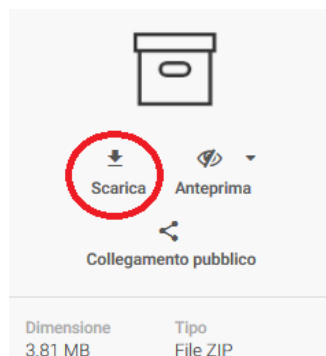 Scarica Anteprima
Collegamento pubblico
Dimensione Tipo
3.81 MB File ZIP